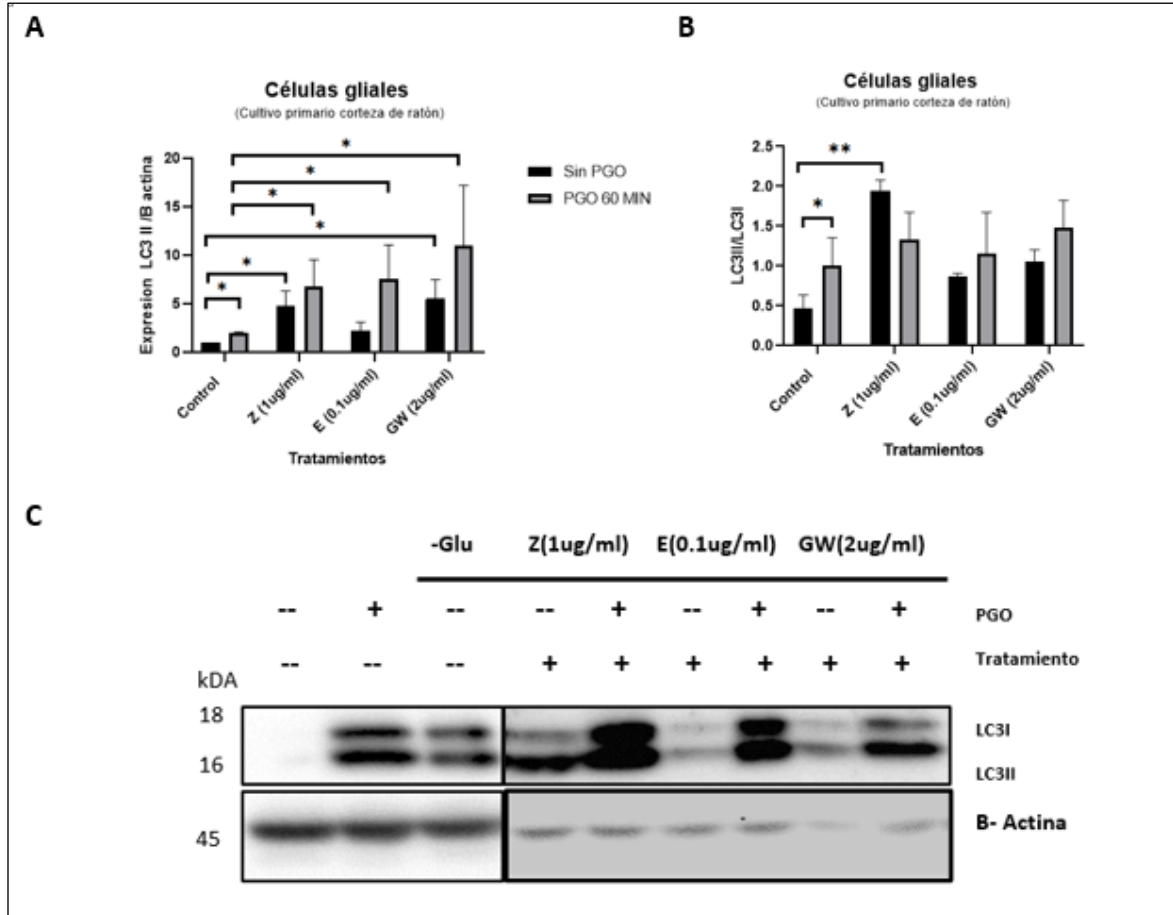 A
Células gliales
(Cultivo primario corteza de ratón)
Expresion LC3 II /B actina
20
15
10
5
0
*
*
*
*
*
*
Control
Z (1ug/ml)
E (0.1ug/ml)
GW (2ug/ml)
Tratamientos
Sin PGO
PGO 60 MIN
B
Células gliales
(Cultivo primario corteza de ratón)
LC3II/LC3I
2.5
2.0
1.5
1.0
0.5
0.0
**
*
Control
Z (1ug/ml)
E (0.1ug/ml)
GW (2ug/ml)
Tratamientos
C
-Glu Z(1ug/ml) E(0.1ug/ml) GW(2ug/ml)
-- + -- -- + -- + -- + PGO
-- -- -- + + + + + + Tratamiento
kDA
18 LC3I
16 LC3II
45 B- Actina